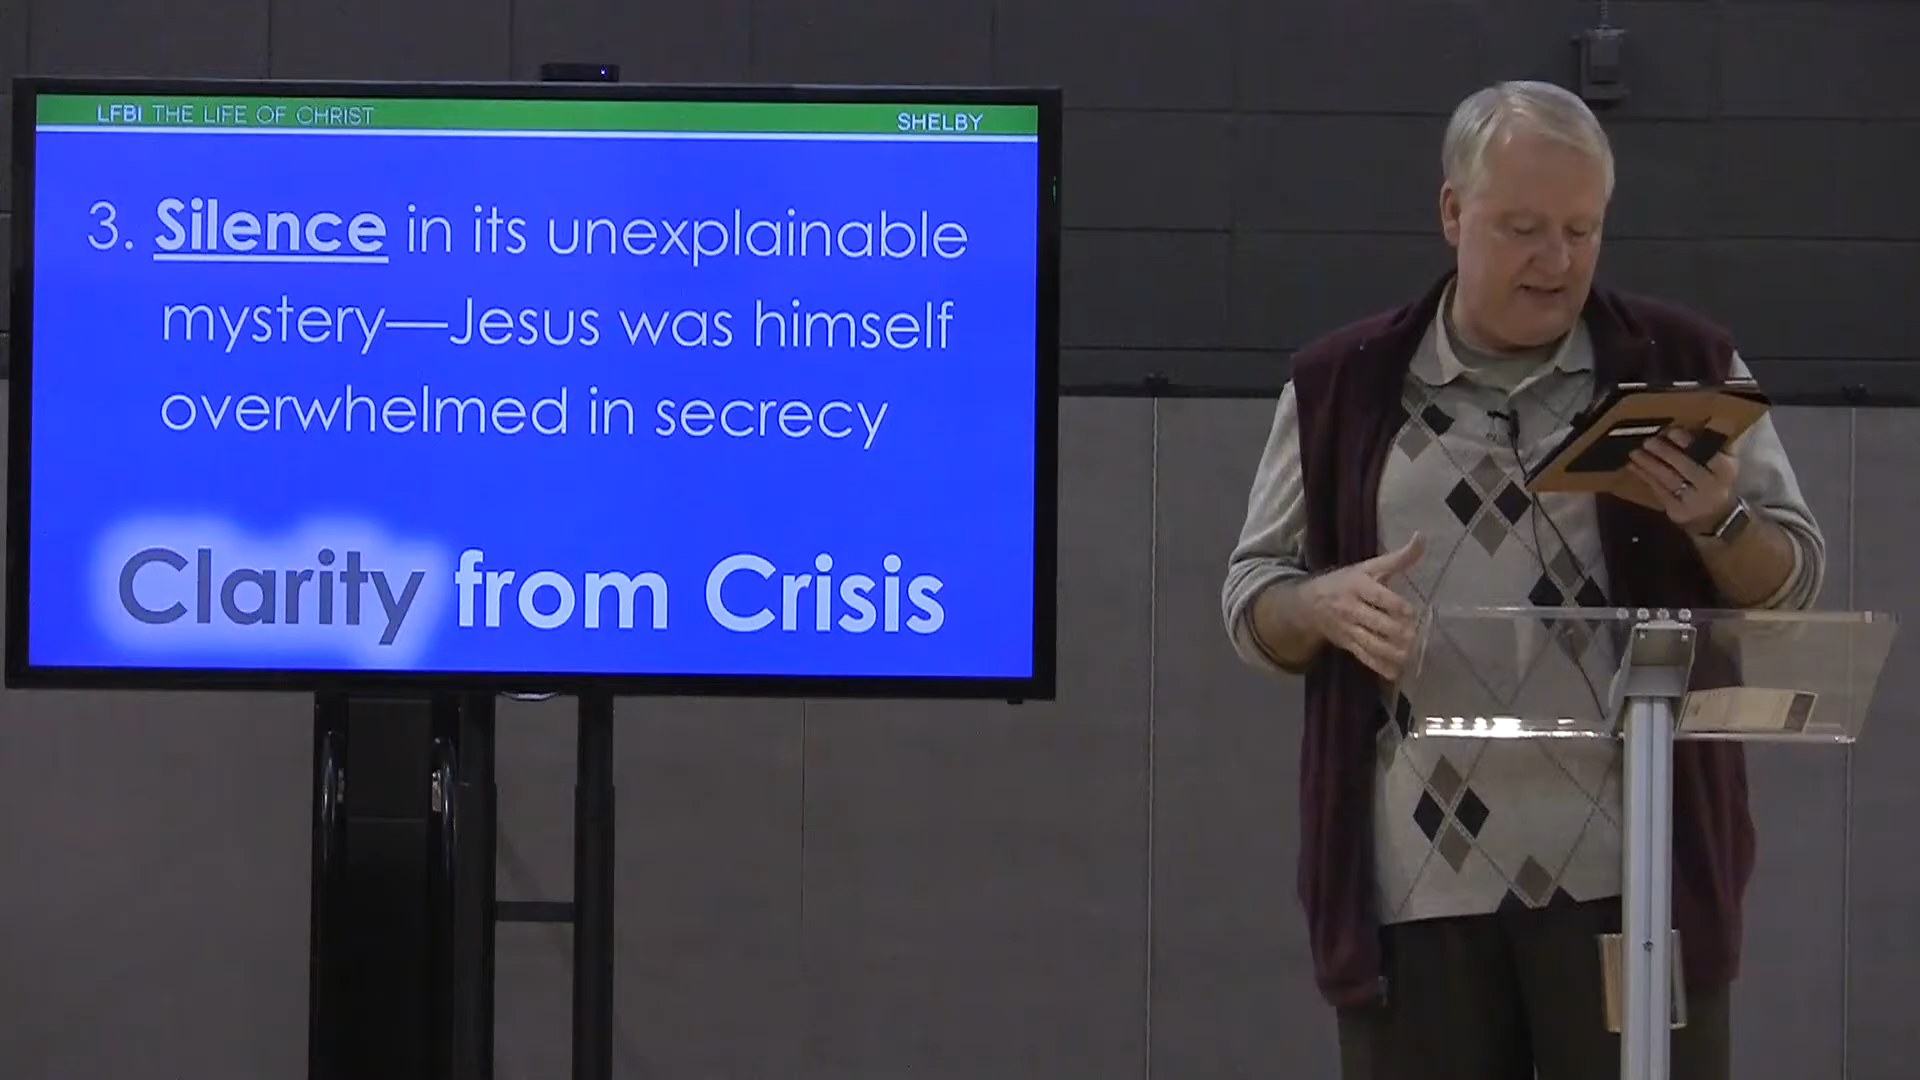 LFBI THE LIFE OF CHRIST
SHELBY
3. Silence in its unexplainable
mystery—Jesus was himself
overwhelmed in secrecy
Clarity from Crisis